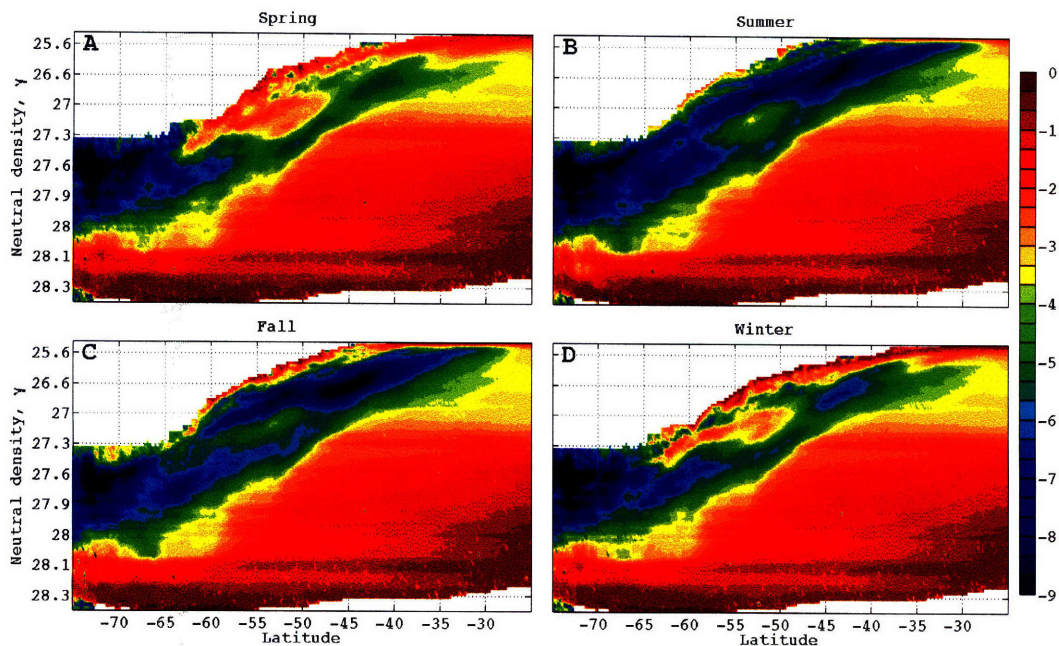 Spring
Summer
A
B
25.6
26.6
27
27.3
27.6
27.9
28
28.1
28.3
Neutral density, γ
0
-1
-2
-3
-4
-5
-6
-7
-8
-9
Fall
Winter
C
D
25.6
26.6
27
27.3
27.6
27.9
28
28.1
28.3
Neutral density, γ
-70 -65 -60 -55 -50 -45 -40 -35 -30
-70 -65 -60 -55 -50 -45 -40 -35 -30
Latitude
Latitude